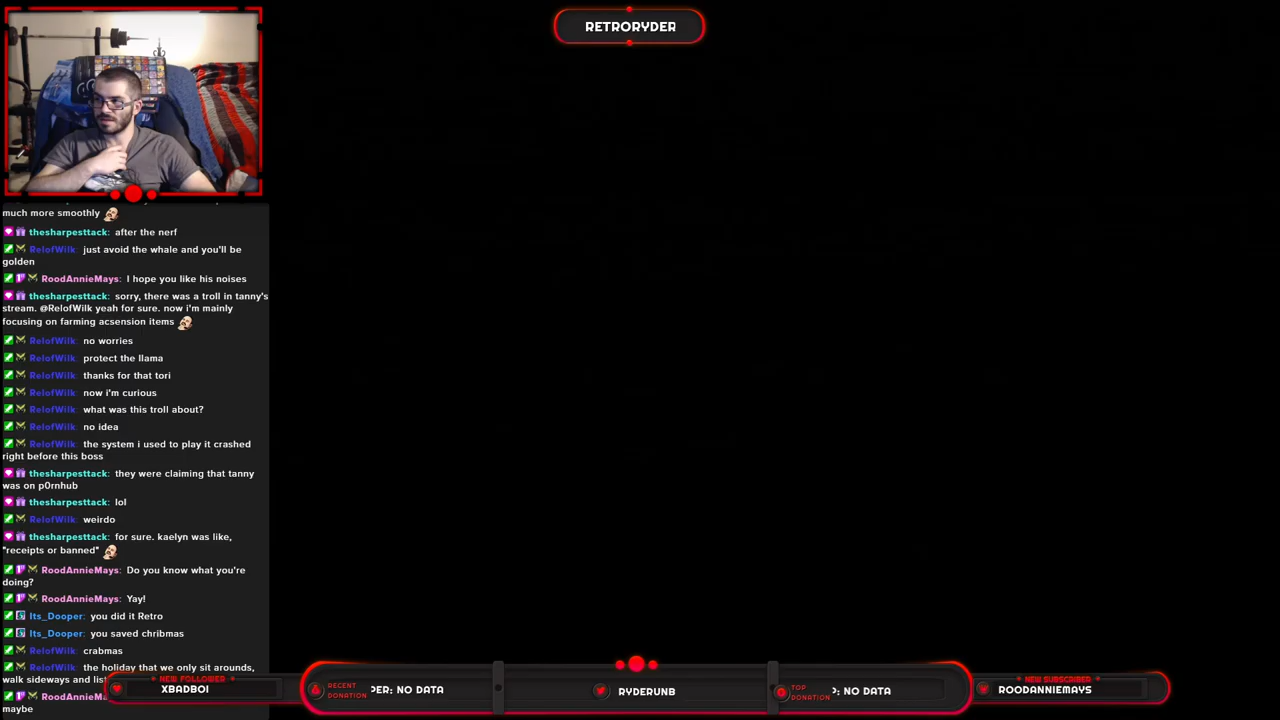 RETRORYDER
much more smoothly
thesharpesttack: after the nerf
RelofWilk: just avoid the whale and you'll be
golden
RoodAnnieMays: I hope you like his noises
thesharpesttack: sorry, there was a troll in tanny's
stream. @RelofWilk yeah for sure. now i'm mainly
focusing on farming acsension items
RelofWilk: no worries
RelofWilk: protect the llama
RelofWilk: thanks for that tori
RelofWilk: now i'm curious
RelofWilk: what was this troll about?
RelofWilk: no idea
RelofWilk: the system i used to play it crashed
right before this boss
thesharpesttack: they were claiming that tanny
was on p0rnhub
thesharpesttack: lol
RelofWilk: weirdo
thesharpesttack: for sure. kaelyn was like,
"receipts or banned"
RoodAnnieMays: Do you know what you're
doing?
RoodAnnieMays: Yay!
Its_Dooper: you did it Retro
Its_Dooper: you saved chribmas
RelofWilk: crabmas
RelofWilk: the holiday that we only sit arounds,
walk sideways and
maybe
NEW FOLLOWER
XBADBOI
RECENT
DONATION
PER: NO DATA
RYDERUNB
TOP
DONATION
P: NO DATA
NEW SUBSCRIBER
ROODANNIEMAYS